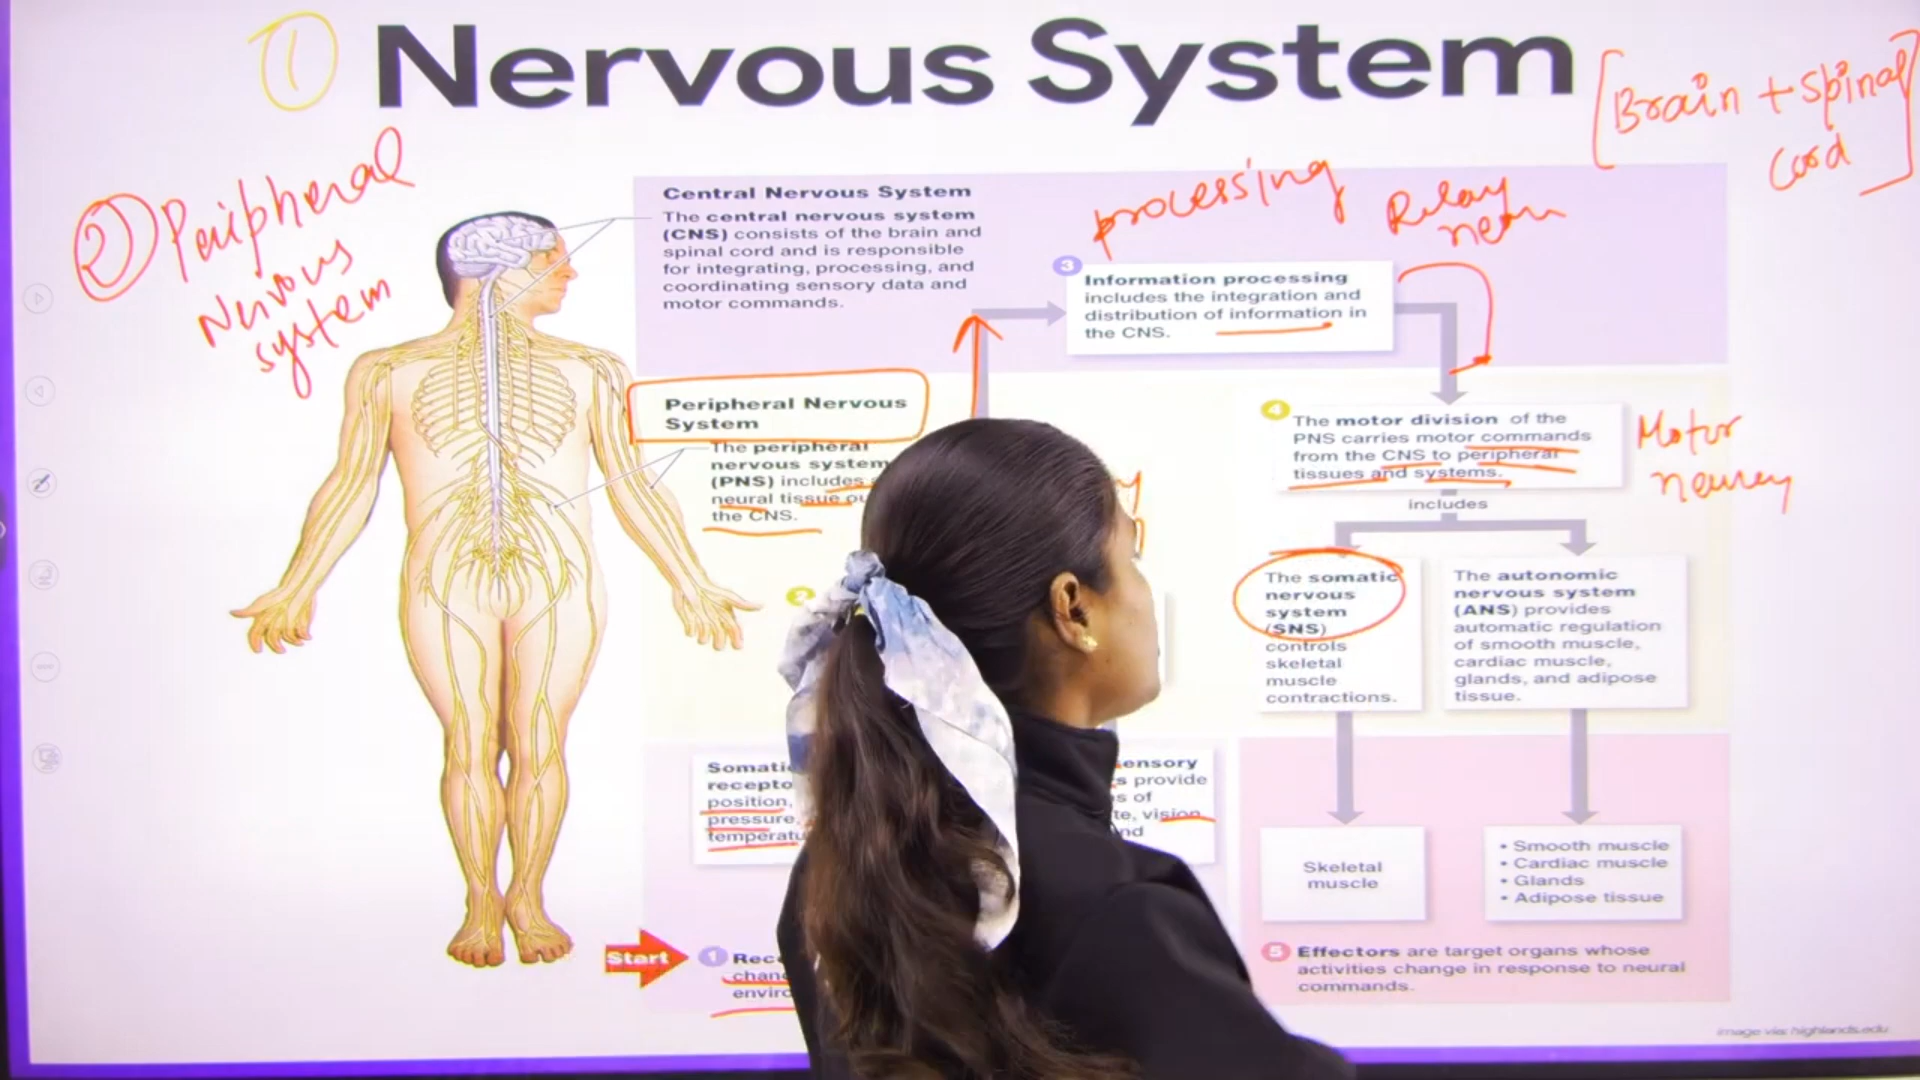 ① Nervous System
[Brain + Spinal
Cord]
② Peripheral
Nervous
system
Central Nervous System
The central nervous system
(CNS) consists of the brain and
spinal cord and is responsible
for integrating, processing, and
coordinating sensory data and
motor commands.
processing
Relay
3
Information processing
includes the integration and
distribution of information in
the CNS.
Peripheral Nervous
System
The peripheral
nervous system
(PNS) includes
neural tissue
the CNS.
4
The motor division of the
PNS carries motor commands
from the CNS to peripheral
tissues and systems.
Motor
includes
2
The somatic
nervous
system
(SNS)
controls
skeletal
muscle
contractions.
The autonomic
nervous system
(ANS) provides
automatic regulation
of smooth muscle,
cardiac muscle,
glands, and adipose
tissue.
position,
pressure,
provide
of
vision
Skeletal
muscle
• Smooth muscle
• Cardiac muscle
• Glands
• Adipose tissue
Start
1
5 Effectors are target organs whose
activities change in response to neural
commands.
image via: highlands.edu